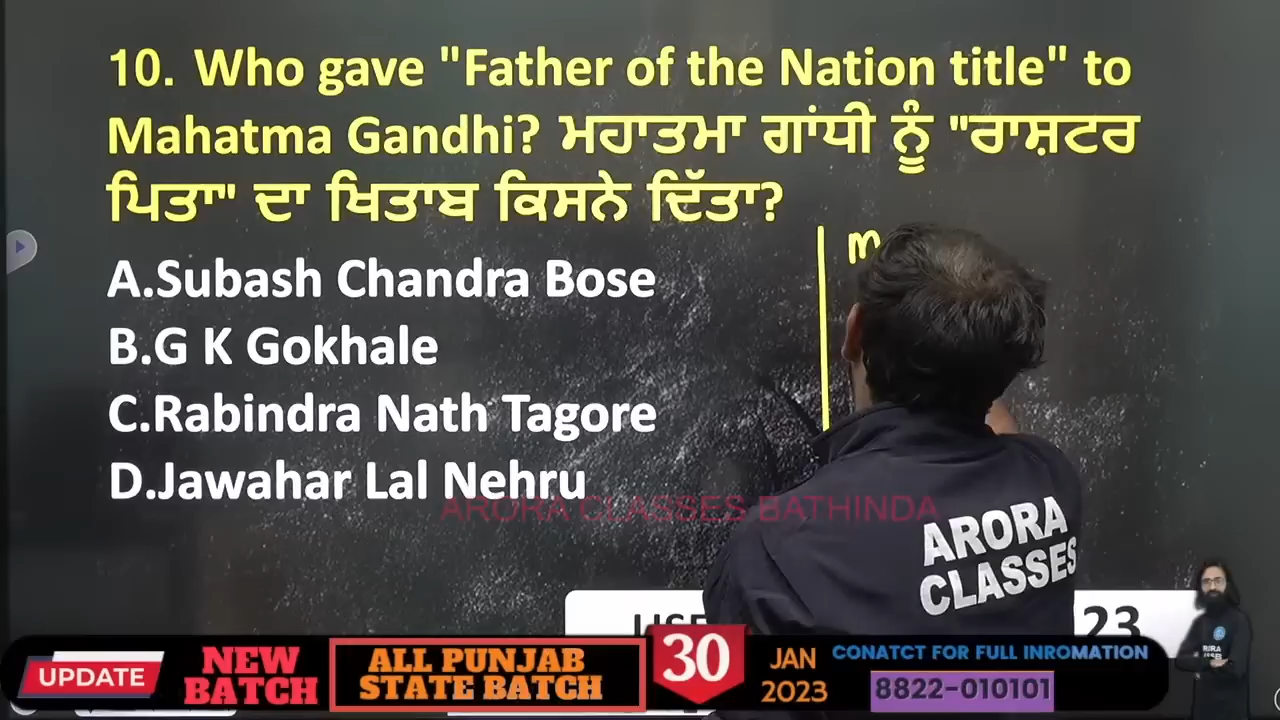 10. Who gave "Father of the Nation title" to
Mahatma Gandhi? ਮਹਾਤਮਾ ਗਾਂਧੀ ਨੂੰ "ਰਾਸ਼ਟਰ
ਪਿਤਾ" ਦਾ ਖਿਤਾਬ ਕਿਸਨੇ ਦਿੱਤਾ?
A.Subash Chandra Bose
B.G K Gokhale
C.Rabindra Nath Tagore
D.Jawahar Lal Nehru
ARORA CLASSES BATHINDA
ARORA
CLASSES
23
UPDATE
NEW
BATCH
ALL PUNJAB
STATE BATCH
30
JAN
2023
CONATCT FOR FULL INROMATION
8822-010101